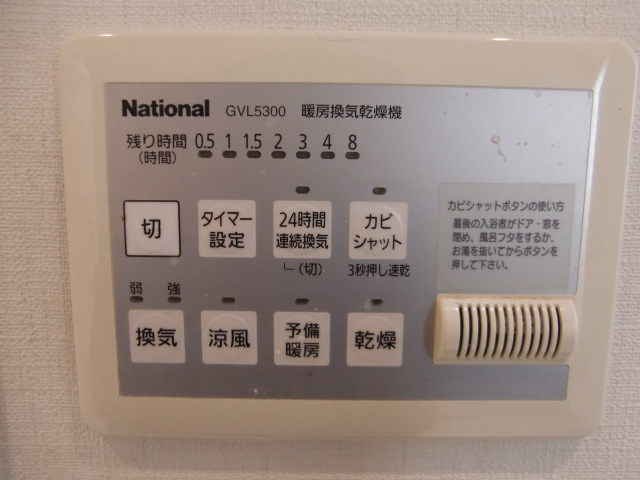 National GVL5300 暖房換気乾燥機
残り時間 0.5 1 1.5 2 3 4 8
(時間)
切
タイマー
設定
24時間
連続換気
(切)
カビ
シャット
3秒押し速乾
カビシャットボタンの使い方
最後の入浴者がドア・窓を
閉め、風呂フタをするか、
お湯を抜いてからボタンを
押して下さい。
弱 強
換気
涼風
予備
暖房
乾燥